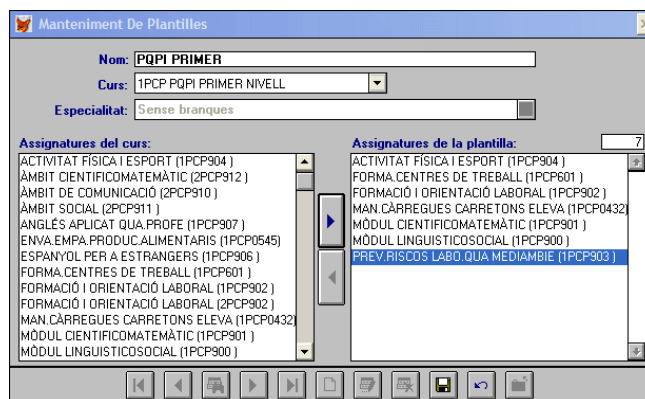 Manteniment De Plantilles
Nom: PQPI PRIMER
Curs: 1PCP PQPI PRIMER NIVELL
Especialitat: Sense branques
Assignatures del curs:
ACTIVITAT FÍSICA I ESPORT (1PCP904 )
ÀMBIT CIENTIFICOMATEMÀTIC (2PCP912 )
ÀMBIT DE COMUNICACIÓ (2PCP910 )
ÀMBIT SOCIAL (2PCP911 )
ANGLÉS APLICAT QUA.PROFE (1PCP907 )
ENVA.EMPA.PRODUC.ALIMENTARIS (1PCP0545)
ESPANYOL PER A ESTRANGERS (1PCP906 )
FORMA.CENTRES DE TREBALL (1PCP601 )
FORMACIÓ I ORIENTACIÓ LABORAL (1PCP902 )
FORMACIÓ I ORIENTACIÓ LABORAL (2PCP902 )
MAN.CÀRREGUES CARRETONS ELEVA (1PCP0432)
MÒDUL CIENTIFICOMATEMÀTIC (1PCP901 )
MÒDUL LINGUISTICOSOCIAL (1PCP900 )
Assignatures de la plantilla: 7
ACTIVITAT FÍSICA I ESPORT (1PCP904 )
FORMA.CENTRES DE TREBALL (1PCP601 )
FORMACIÓ I ORIENTACIÓ LABORAL (1PCP902 )
MAN.CÀRREGUES CARRETONS ELEVA (1PCP0432)
MÒDUL CIENTIFICOMATEMÀTIC (1PCP901 )
MÒDUL LINGUISTICOSOCIAL (1PCP900 )
PREV.RISCOS LABO.QUA MEDIAMBIE (1PCP903 )